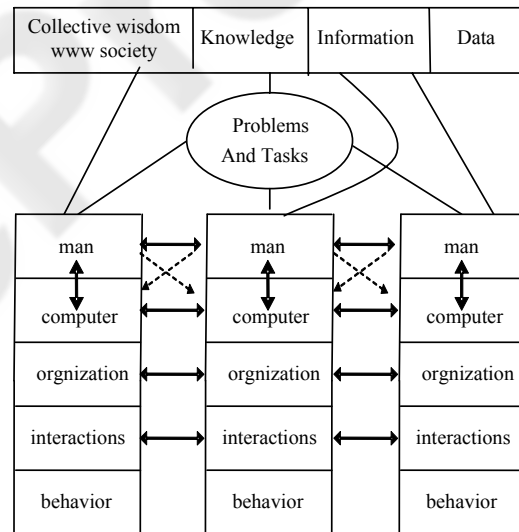 Collective wisdom
www society
Knowledge
Information
Data
Problems
And Tasks
man
man
man
computer
computer
computer
orgnization
orgnization
orgnization
interactions
interactions
interactions
behavior
behavior
behavior